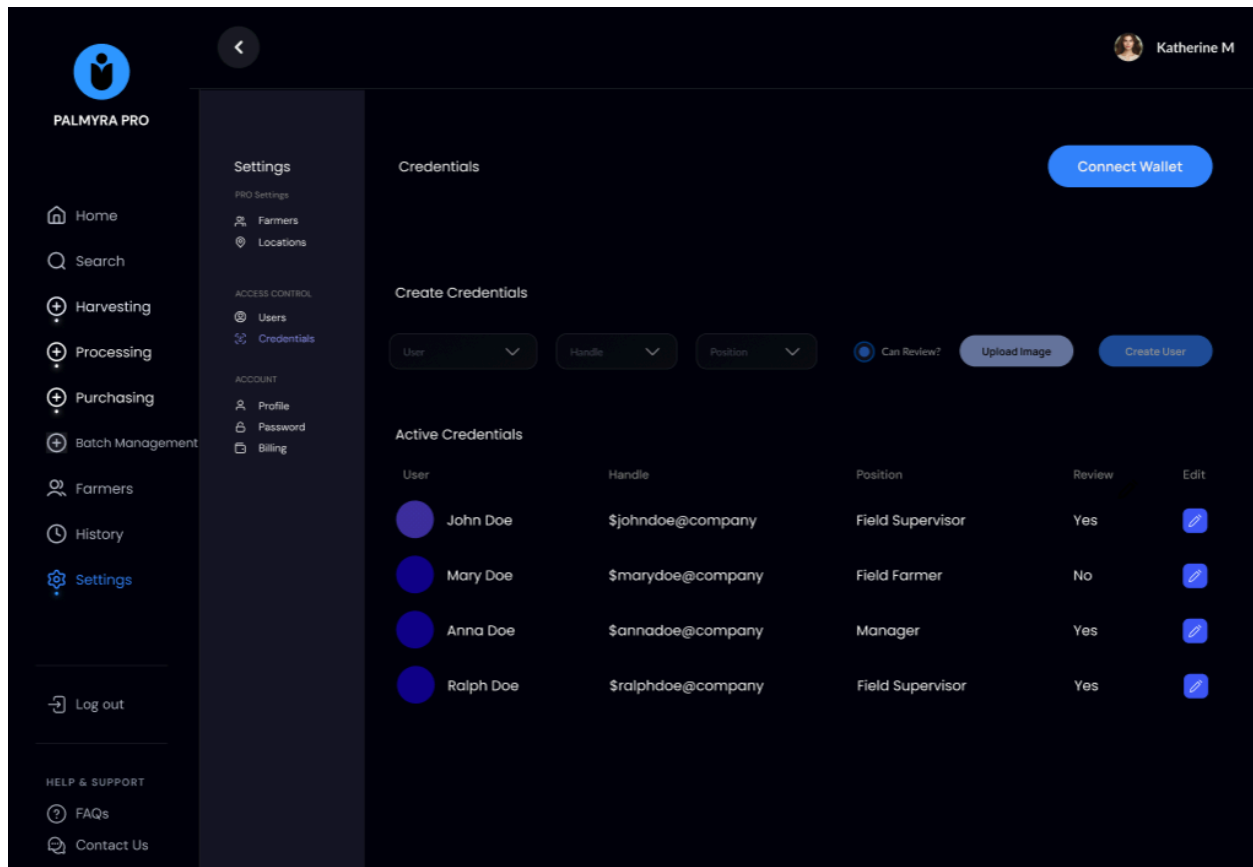 PALMYRA PRO
Home
Search
Harvesting
Processing
Purchasing
Batch Management
Farmers
History
Settings
Log out
HELP & SUPPORT
FAQs
Contact Us
Settings
PRO Settings
Farmers
Locations
ACCESS CONTROL
Users
Credentials
ACCOUNT
Profile
Password
Billing
Katherine M
Credentials
Connect Wallet
Create Credentials
User Handle Position Can Review? Upload Image Create User
Active Credentials
User Handle Position Review Edit
John Doe $johndoe@company Field Supervisor Yes
Mary Doe $marydoe@company Field Farmer No
Anna Doe $annadoe@company Manager Yes
Ralph Doe $ralphdoe@company Field Supervisor Yes